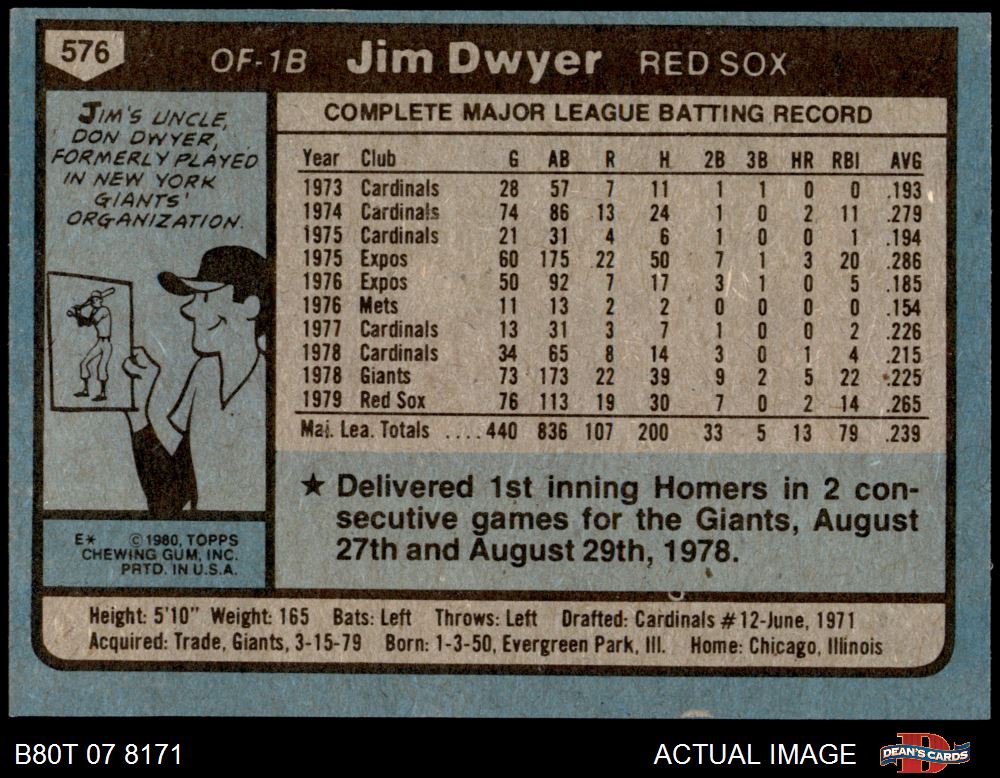 576 OF-1B Jim Dwyer RED SOX
JIM'S UNCLE,
DON DWYER,
FORMERLY PLAYED
IN NEW YORK
GIANTS'
ORGANIZATION.
E* © 1980, TOPPS
CHEWING GUM, INC.
PRTD. IN U.S.A.
COMPLETE MAJOR LEAGUE BATTING RECORD
Year Club G AB R H 2B 3B HR RBI AVG
1973 Cardinals 28 57 7 11 1 1 0 0 .193
1974 Cardinals 74 86 13 24 1 0 2 11 .279
1975 Cardinals 21 31 4 6 1 0 0 1 .194
1975 Expos 60 175 22 50 7 1 3 20 .286
1976 Expos 50 92 7 17 3 1 0 5 .185
1976 Mets 11 13 2 2 0 0 0 0 .154
1977 Cardinals 13 31 3 7 1 0 0 2 .226
1978 Cardinals 34 65 8 14 3 0 1 4 .215
1978 Giants 73 173 22 39 9 2 5 22 .225
1979 Red Sox 76 113 19 30 7 0 2 14 .265
Maj. Lea. Totals ....440 836 107 200 33 5 13 79 .239
★ Delivered 1st inning Homers in 2 con-
secutive games for the Giants, August
27th and August 29th, 1978.
Height: 5'10" Weight: 165 Bats: Left Throws: Left Drafted: Cardinals #12-June, 1971
Acquired: Trade, Giants, 3-15-79 Born: 1-3-50, Evergreen Park, Ill. Home: Chicago, Illinois
B80T 07 8171 ACTUAL IMAGE D DEAN'S CARDS